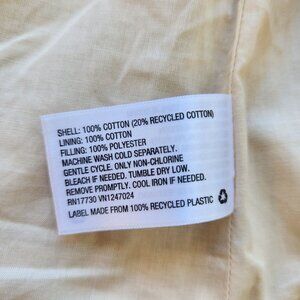 SHELL: 100% COTTON (20% RECYCLED COTTON)
LINING: 100% COTTON
FILLING: 100% POLYESTER
MACHINE WASH COLD SEPARATELY.
GENTLE CYCLE. ONLY NON-CHLORINE
BLEACH IF NEEDED. TUMBLE DRY LOW.
REMOVE PROMPTLY. COOL IRON IF NEEDED.
RN17730 VN1247024
LABEL MADE FROM 100% RECYCLED PLASTIC